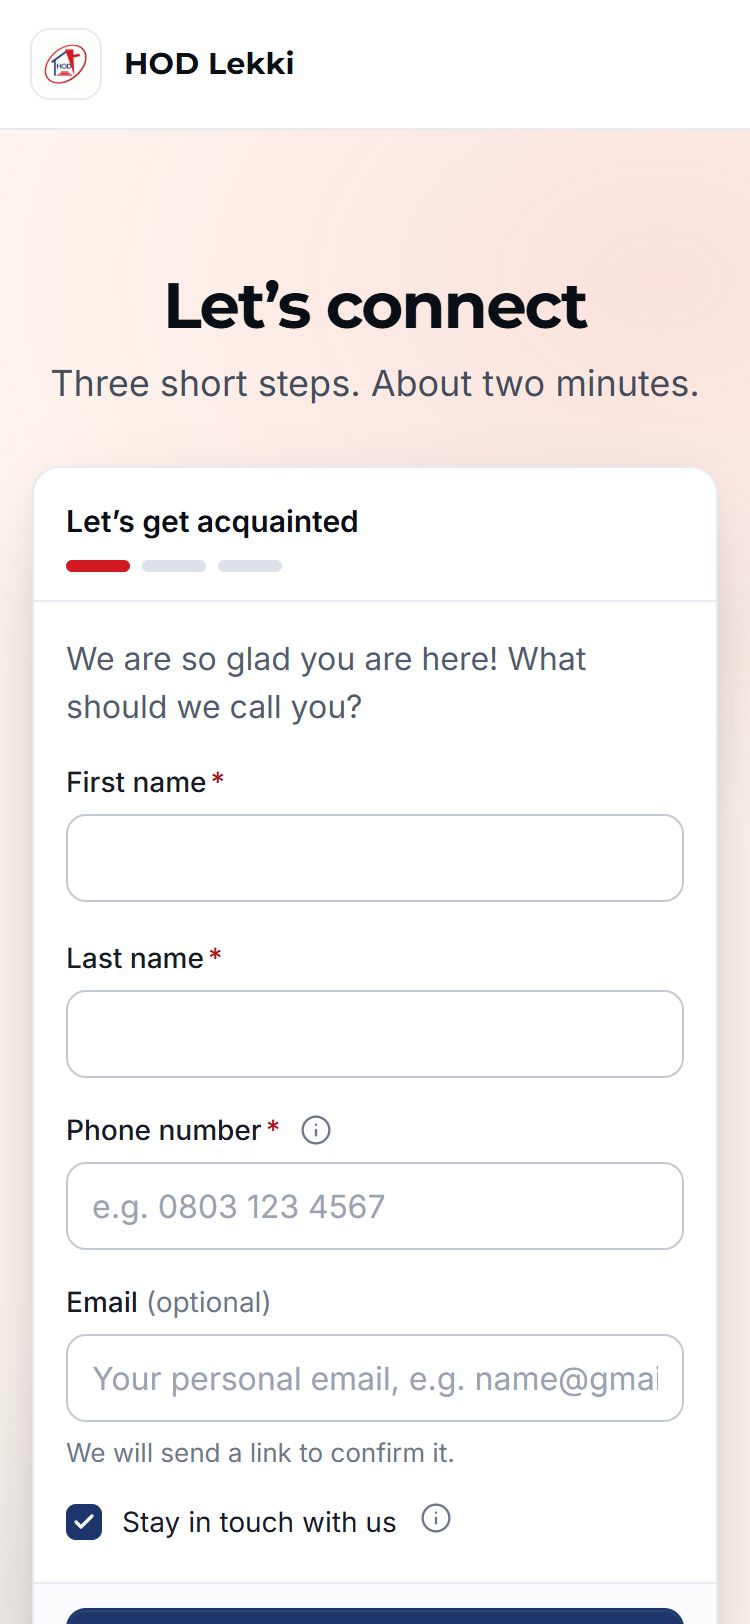 HOD
HOD Lekki
Let’s connect
Three short steps. About two minutes.
Let’s get acquainted
We are so glad you are here! What
should we call you?
First name *
Last name *
Phone number *
e.g. 0803 123 4567
Email (optional)
Your personal email, e.g. name@gmai
We will send a link to confirm it.
Stay in touch with us